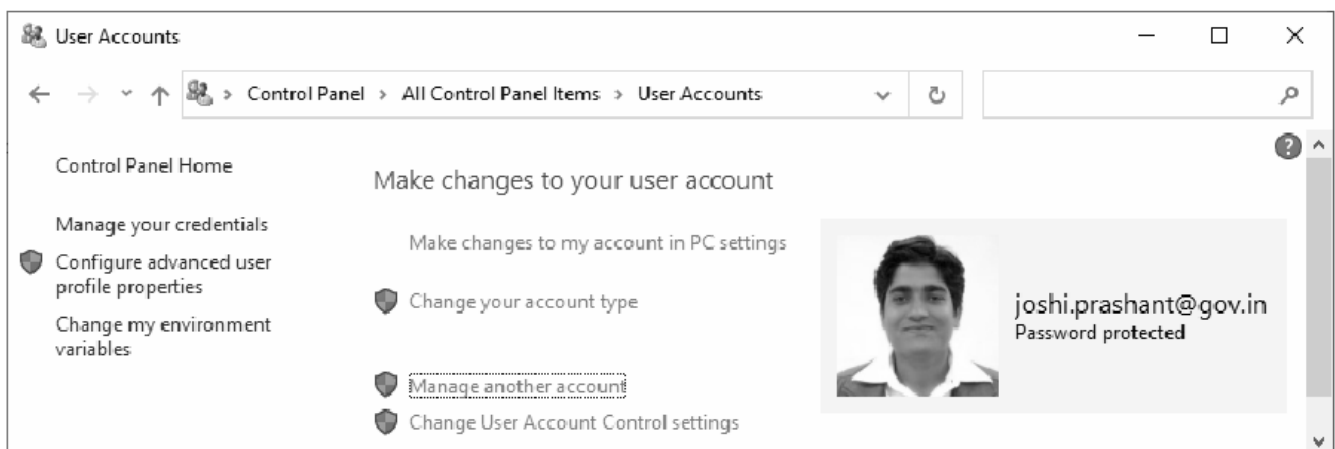 User Accounts
Control Panel > All Control Panel Items > User Accounts
Control Panel Home
Manage your credentials
Configure advanced user
profile properties
Change my environment
variables
Make changes to your user account
Make changes to my account in PC settings
Change your account type
Manage another account
Change User Account Control settings
joshi.prashant@gov.in
Password protected